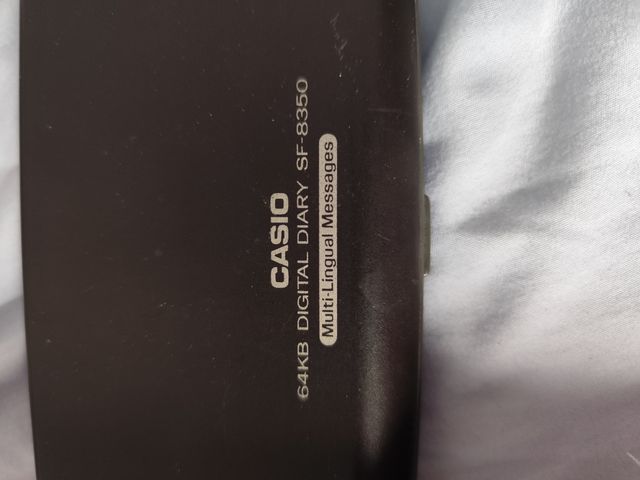 CASIO
64KB DIGITAL DIARY SF-8350
Multi-Lingual Messages